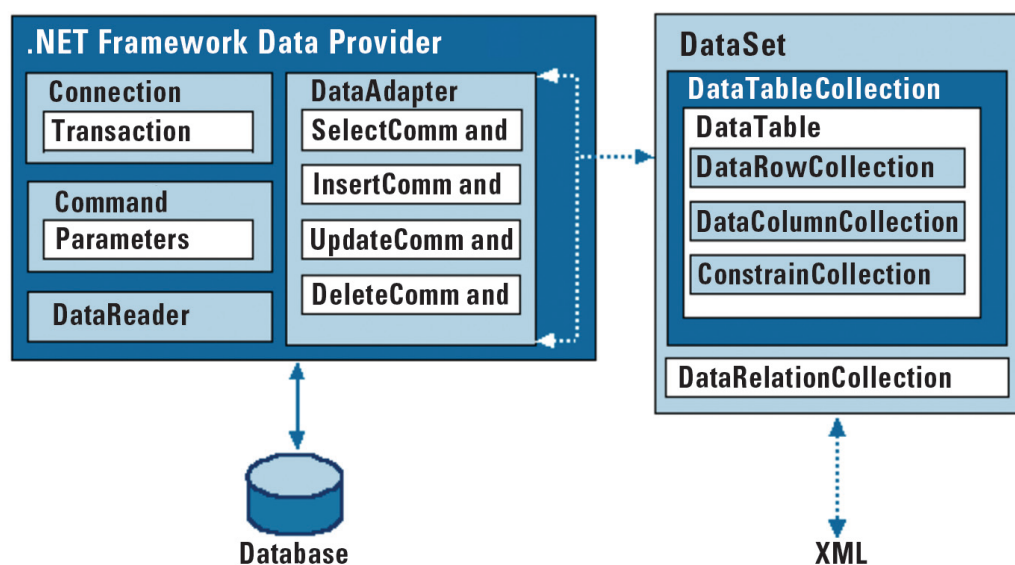 .NET Framework Data Provider
Connection
Transaction
Command
Parameters
DataReader
DataAdapter
SelectComm and
InsertComm and
UpdateComm and
DeleteComm and
Database
DataSet
DataTableCollection
DataTable
DataRowCollection
DataColumnCollection
ConstrainCollection
DataRelationCollection
XML